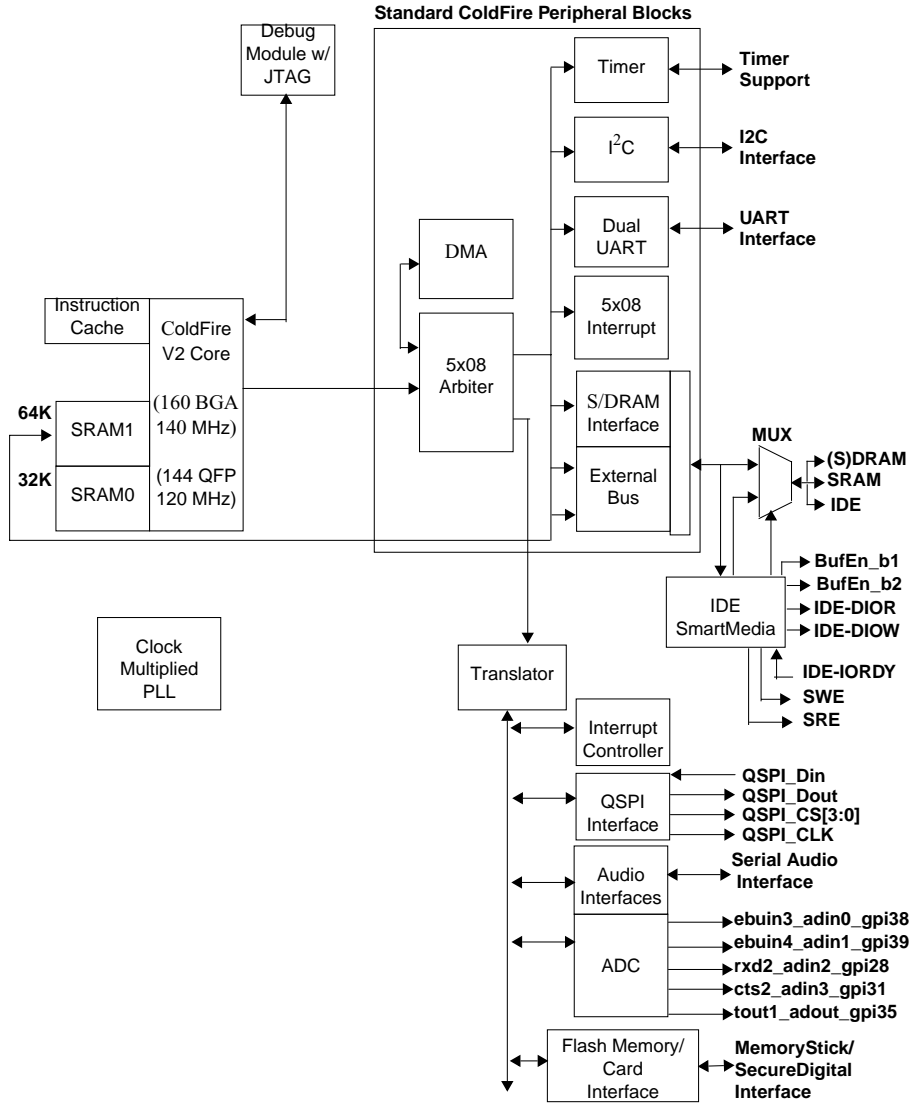 Standard ColdFire Peripheral Blocks
Debug
Module w/
JTAG
Timer
Timer
Support
I²C
I2C
Interface
Dual
UART
UART
Interface
DMA
5x08
Interrupt
Instruction
Cache
ColdFire
V2 Core
(160 BGA
140 MHz)
(144 QFP
120 MHz)
5x08
Arbiter
64K
SRAM1
32K
SRAM0
S/DRAM
Interface
External
Bus
MUX
(S)DRAM
SRAM
IDE
IDE
SmartMedia
BufEn_b1
BufEn_b2
IDE-DIOR
IDE-DIOW
IDE-IORDY
SWE
SRE
Clock
Multiplied
PLL
Translator
Interrupt
Controller
QSPI
Interface
QSPI_Din
QSPI_Dout
QSPI_CS[3:0]
QSPI_CLK
Audio
Interfaces
Serial Audio
Interface
ADC
ebuin3_adin0_gpi38
ebuin4_adin1_gpi39
rxd2_adin2_gpi28
cts2_adin3_gpi31
tout1_adout_gpi35
Flash Memory/
Card
Interface
MemoryStick/
SecureDigital
Interface